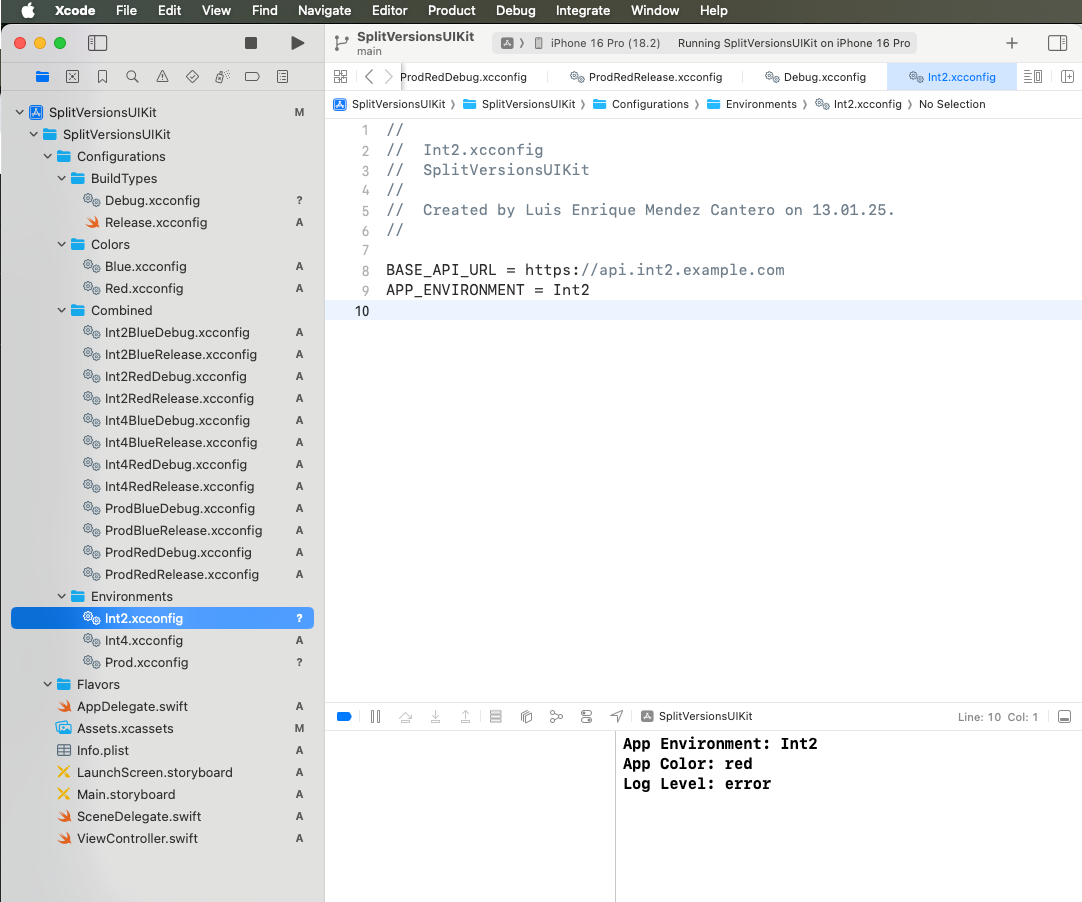 Xcode File Edit View Find Navigate Editor Product Debug Integrate Window Help
SplitVersionsUIKit
main
iPhone 16 Pro (18.2) Running SplitVersionsUIKit on iPhone 16 Pro
ProdRedDebug.xcconfig ProdRedRelease.xcconfig Debug.xcconfig Int2.xcconfig
SplitVersionsUIKit SplitVersionsUIKit Configurations Environments Int2.xcconfig No Selection
SplitVersionsUIKit M
SplitVersionsUIKit
Configurations
BuildTypes
Debug.xcconfig ?
Release.xcconfig A
Colors
Blue.xcconfig A
Red.xcconfig A
Combined
Int2BlueDebug.xcconfig A
Int2BlueRelease.xcconfig A
Int2RedDebug.xcconfig A
Int2RedRelease.xcconfig A
Int4BlueDebug.xcconfig A
Int4BlueRelease.xcconfig A
Int4RedDebug.xcconfig A
Int4RedRelease.xcconfig A
ProdBlueDebug.xcconfig A
ProdBlueRelease.xcconfig A
ProdRedDebug.xcconfig A
ProdRedRelease.xcconfig A
Environments
Int2.xcconfig ?
Int4.xcconfig A
Prod.xcconfig ?
Flavors
AppDelegate.swift A
Assets.xcassets M
Info.plist A
LaunchScreen.storyboard A
Main.storyboard A
SceneDelegate.swift A
ViewController.swift A
1 //
2 // Int2.xcconfig
3 // SplitVersionsUIKit
4 //
5 // Created by Luis Enrique Mendez Cantero on 13.01.25.
6 //
7
8 BASE_API_URL = https://api.int2.example.com
9 APP_ENVIRONMENT = Int2
10
SplitVersionsUIKit Line: 10 Col: 1
App Environment: Int2
App Color: red
Log Level: error